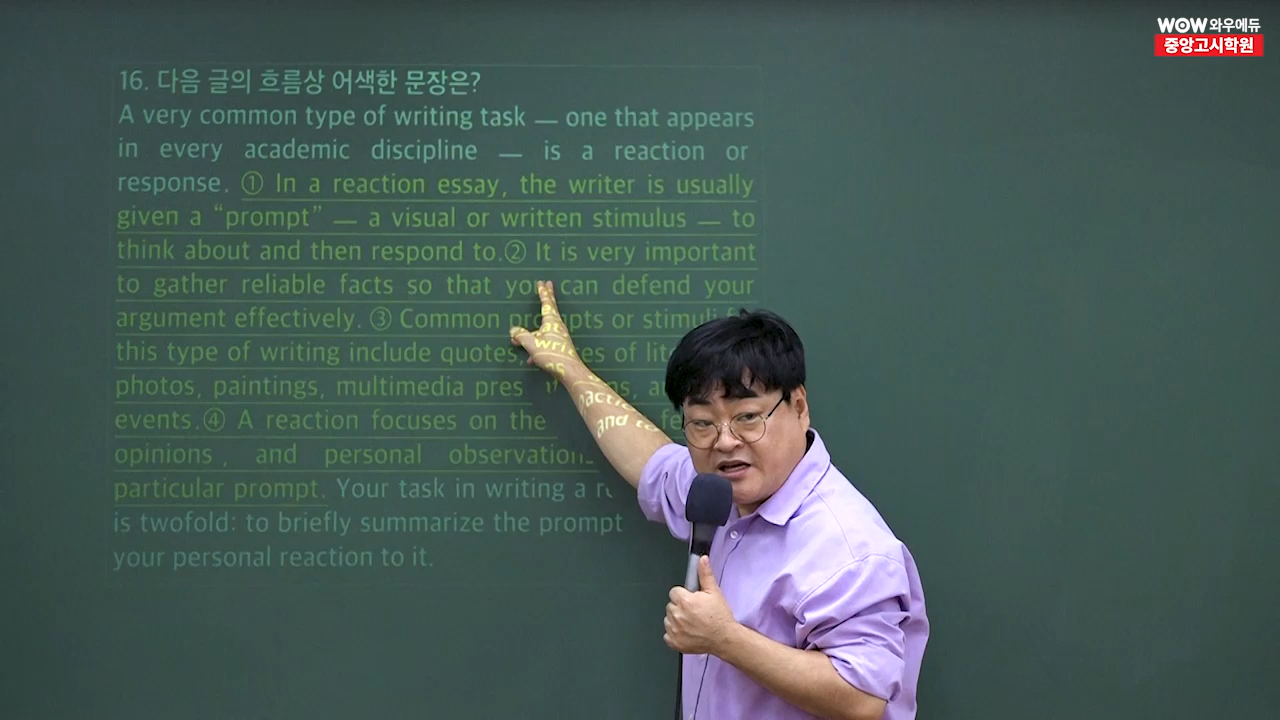 WOW와우에듀
중앙고시학원
16. 다음 글의 흐름상 어색한 문장은?
A very common type of writing task — one that appears
in every academic discipline — is a reaction or
response. ① In a reaction essay, the writer is usually
given a “prompt” — a visual or written stimulus — to
think about and then respond to.② It is very important
to gather reliable facts so that you can defend your
argument effectively. ③ Common prompts or stimuli
this type of writing include quotes, of
photos, paintings, multimedia
events.④ A reaction focuses on the
opinions, and personal observations
particular prompt. Your task in writing a
is twofold: to briefly summarize the prompt
your personal reaction to it.